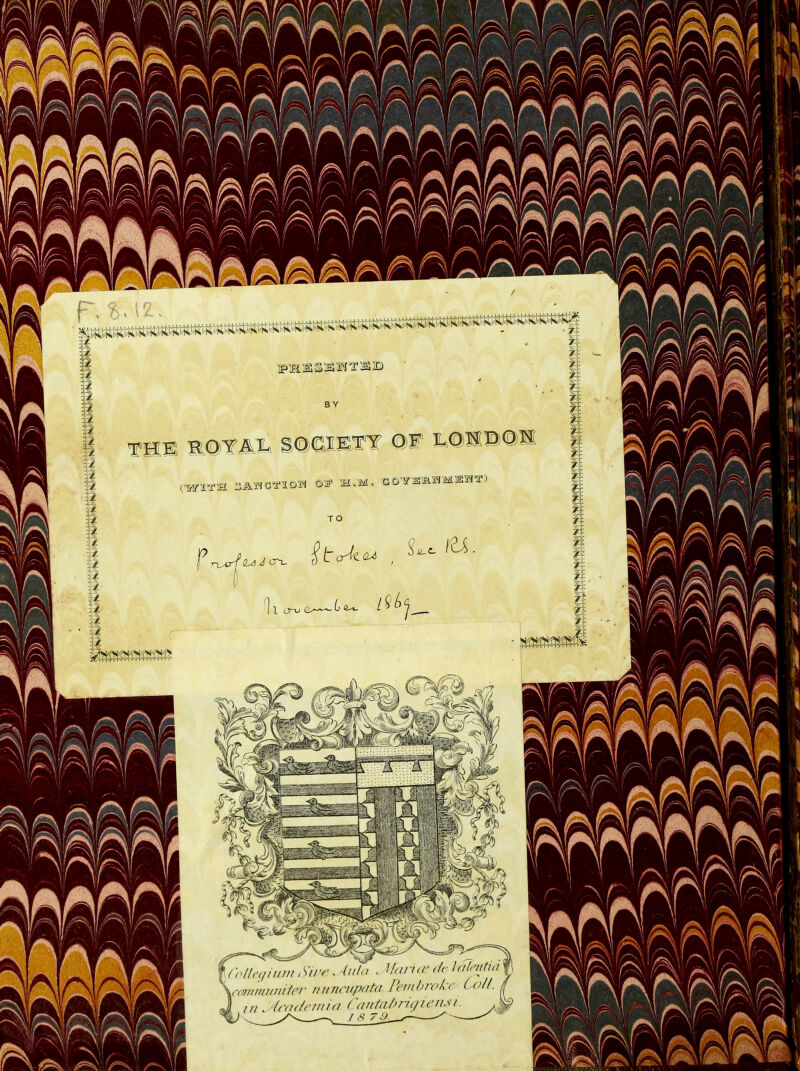 F. 8. 12.
PRESENTED
BY
THE ROYAL SOCIETY OF LONDON
(WITH SANCTION OF H.M. GOVERNMENT)
TO
Professor Stokes, Sec RS.
November 1869
Collegium Sive Aula Mariæ de Valentia
communiter nuncupata Pembroke Coll.
in Academia Cantabrigiensi.
1879.